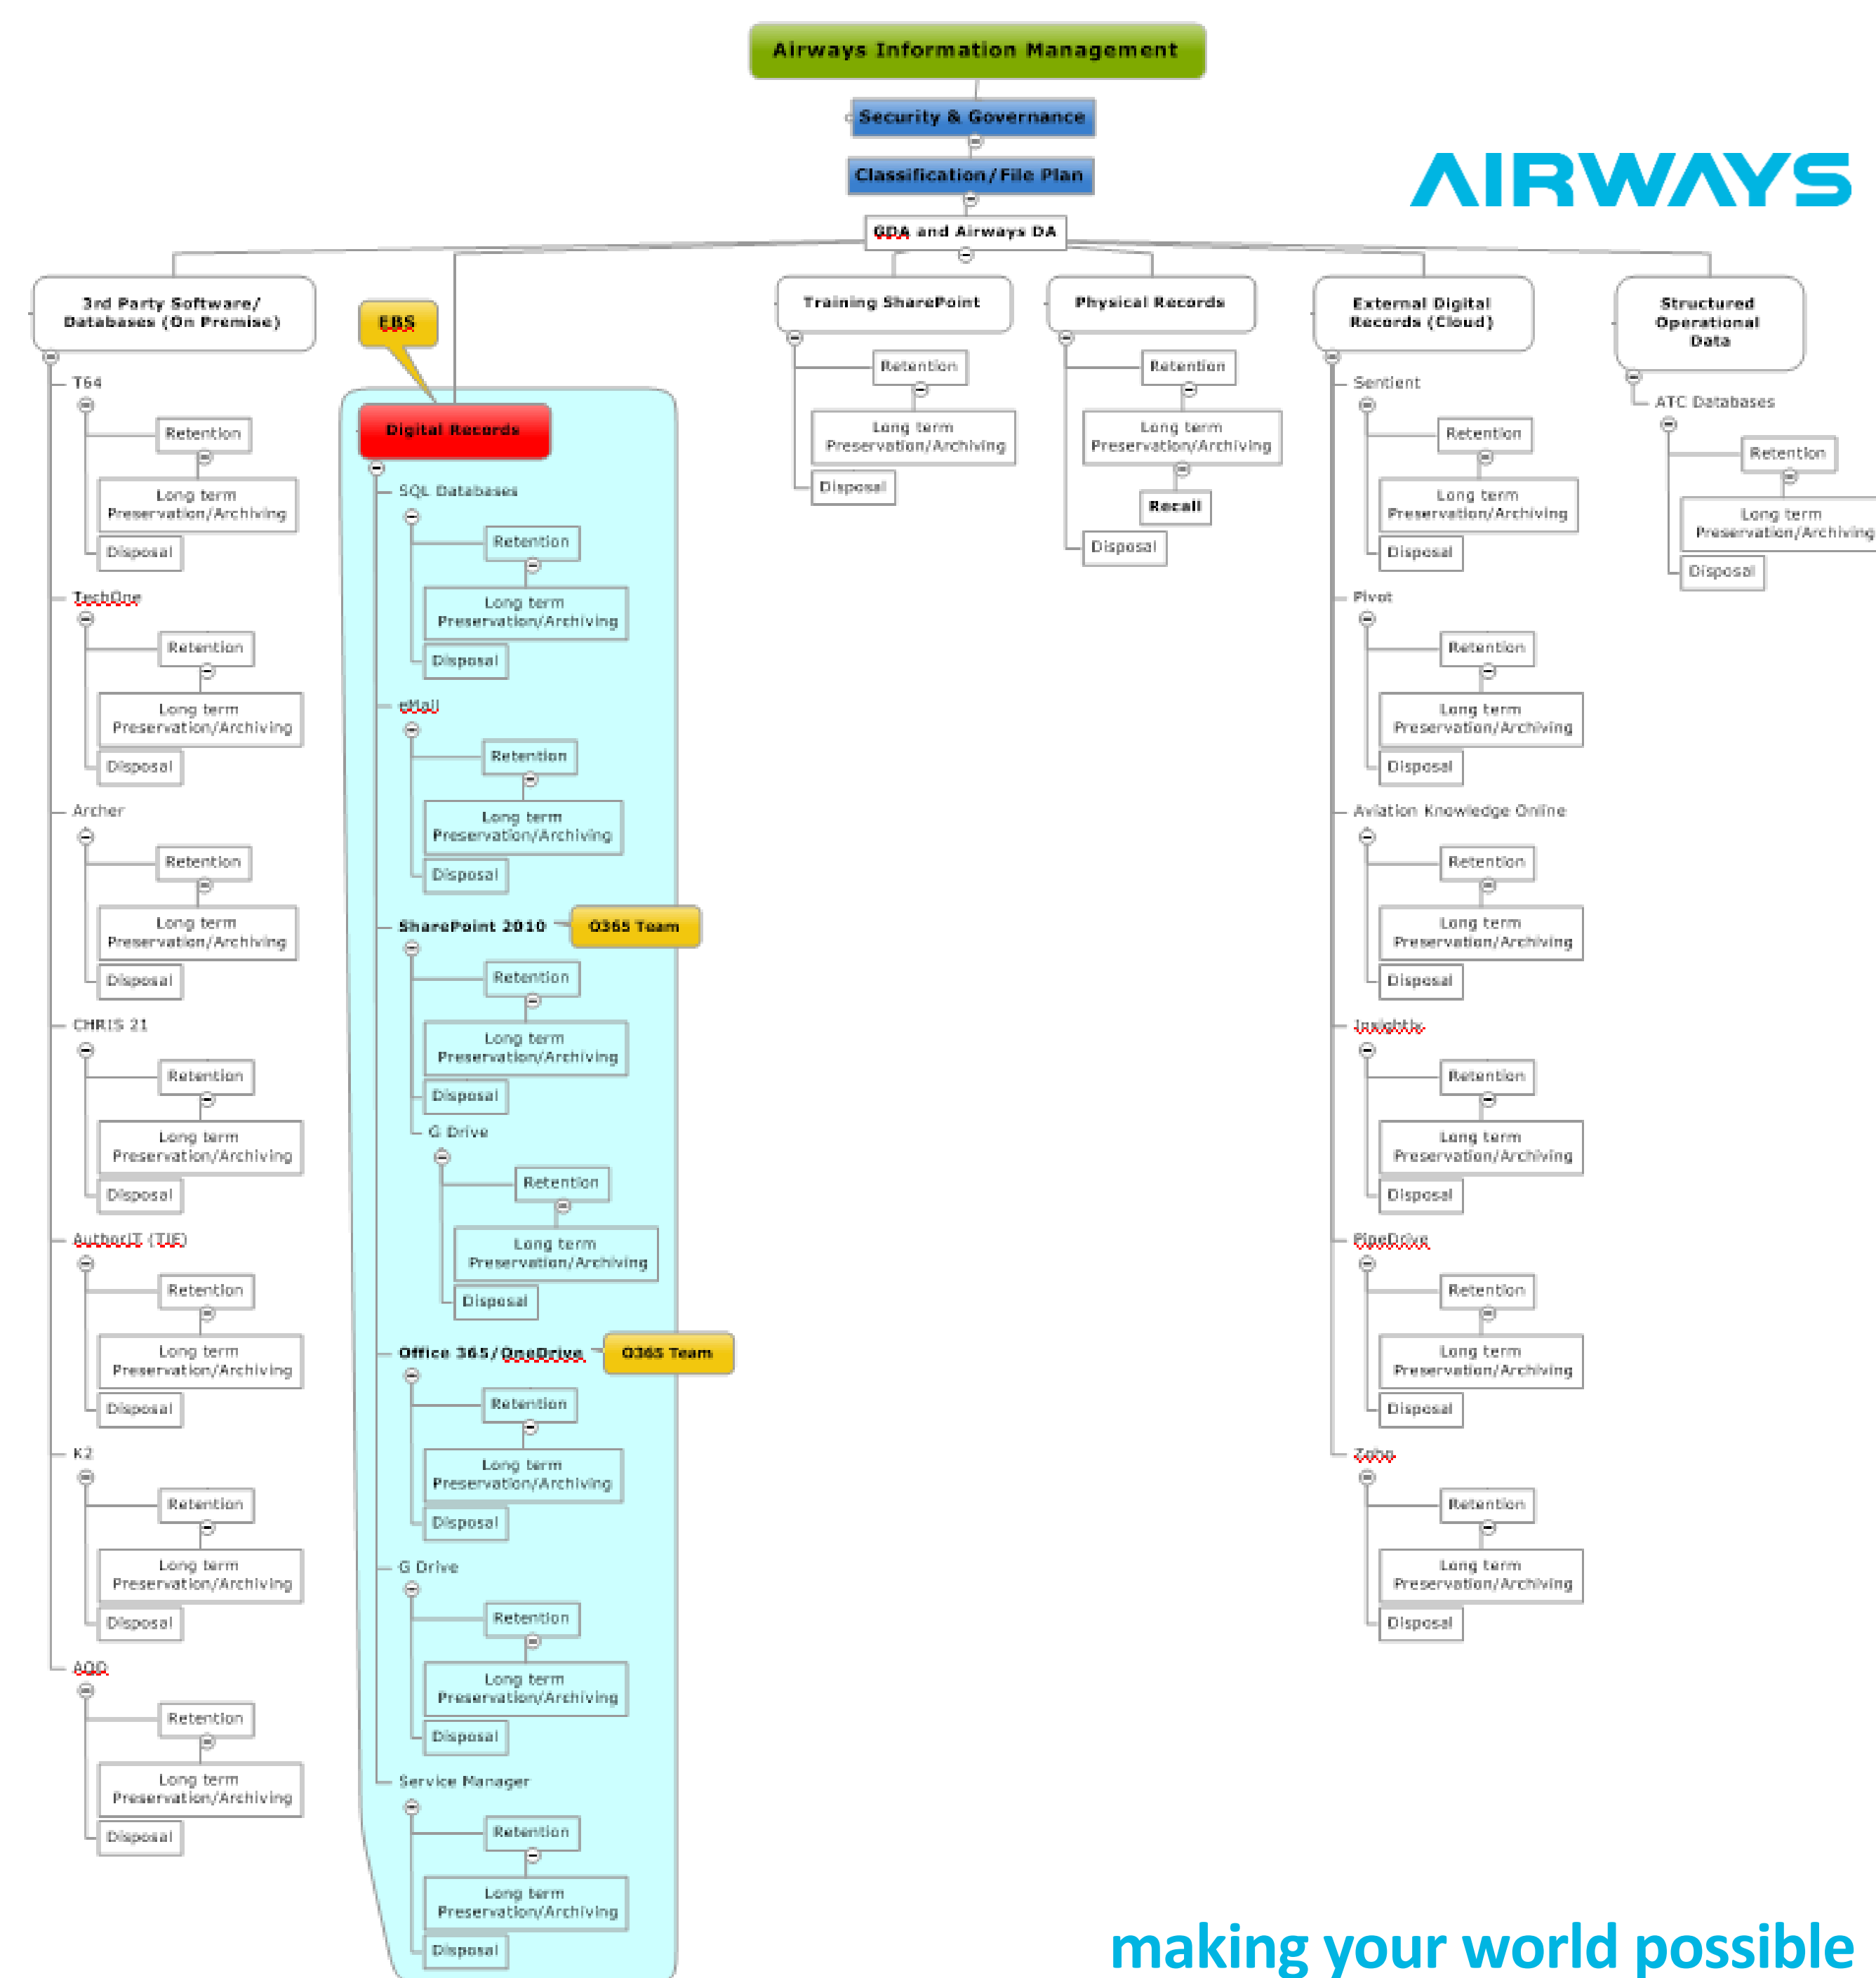 Airways Information Management
Security & Governance
Classification/File Plan
AIRWAYS
GDA and Airways DA
3rd Party Software/
Databases (On Premise)
T64
Retention
Long term
Preservation/Archiving
Disposal
TechOne
Retention
Long term
Preservation/Archiving
Disposal
Archer
Retention
Long term
Preservation/Archiving
Disposal
CHRIS 21
Retention
Long term
Preservation/Archiving
Disposal
AuthorIT (TIE)
Retention
Long term
Preservation/Archiving
Disposal
K2
Retention
Long term
Preservation/Archiving
Disposal
AQD
Retention
Long term
Preservation/Archiving
Disposal
EBS
Digital Records
SQL Databases
Retention
Long term
Preservation/Archiving
Disposal
eMail
Retention
Long term
Preservation/Archiving
Disposal
SharePoint 2010
O365 Team
Retention
Long term
Preservation/Archiving
Disposal
G Drive
Retention
Long term
Preservation/Archiving
Disposal
Office 365/OneDrive
O365 Team
Retention
Long term
Preservation/Archiving
Disposal
G Drive
Retention
Long term
Preservation/Archiving
Disposal
Service Manager
Retention
Long term
Preservation/Archiving
Disposal
Training SharePoint
Retention
Long term
Preservation/Archiving
Disposal
Physical Records
Retention
Long term
Preservation/Archiving
Recall
Disposal
External Digital
Records (Cloud)
Sentient
Retention
Long term
Preservation/Archiving
Disposal
Pivot
Retention
Long term
Preservation/Archiving
Disposal
Aviation Knowledge Online
Retention
Long term
Preservation/Archiving
Disposal
Insightly
Retention
Long term
Preservation/Archiving
Disposal
PipeDrive
Retention
Long term
Preservation/Archiving
Disposal
Zoho
Retention
Long term
Preservation/Archiving
Disposal
Structured
Operational
Data
ATC Databases
Retention
Long term
Preservation/Archiving
Disposal
making your world possible